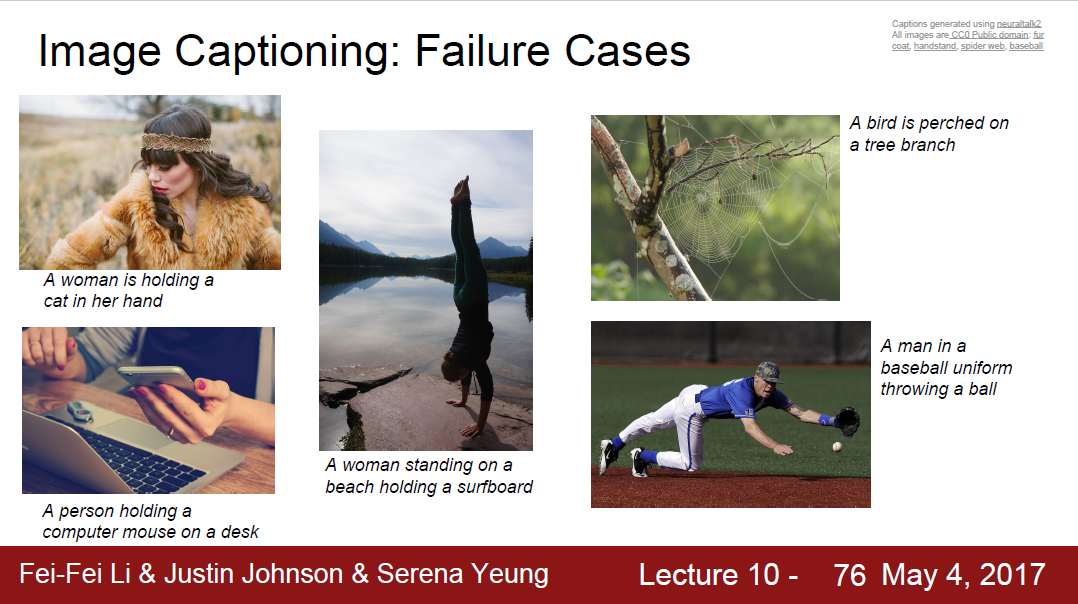 Image Captioning: Failure Cases
Captions generated using neuraltalk2
All images are CC0 Public domain: fur
coat, handstand, spider web, baseball
A woman is holding a
cat in her hand
A person holding a
computer mouse on a desk
A woman standing on a
beach holding a surfboard
A bird is perched on
a tree branch
A man in a
baseball uniform
throwing a ball
Fei-Fei Li & Justin Johnson & Serena Yeung
Lecture 10 - 76 May 4, 2017